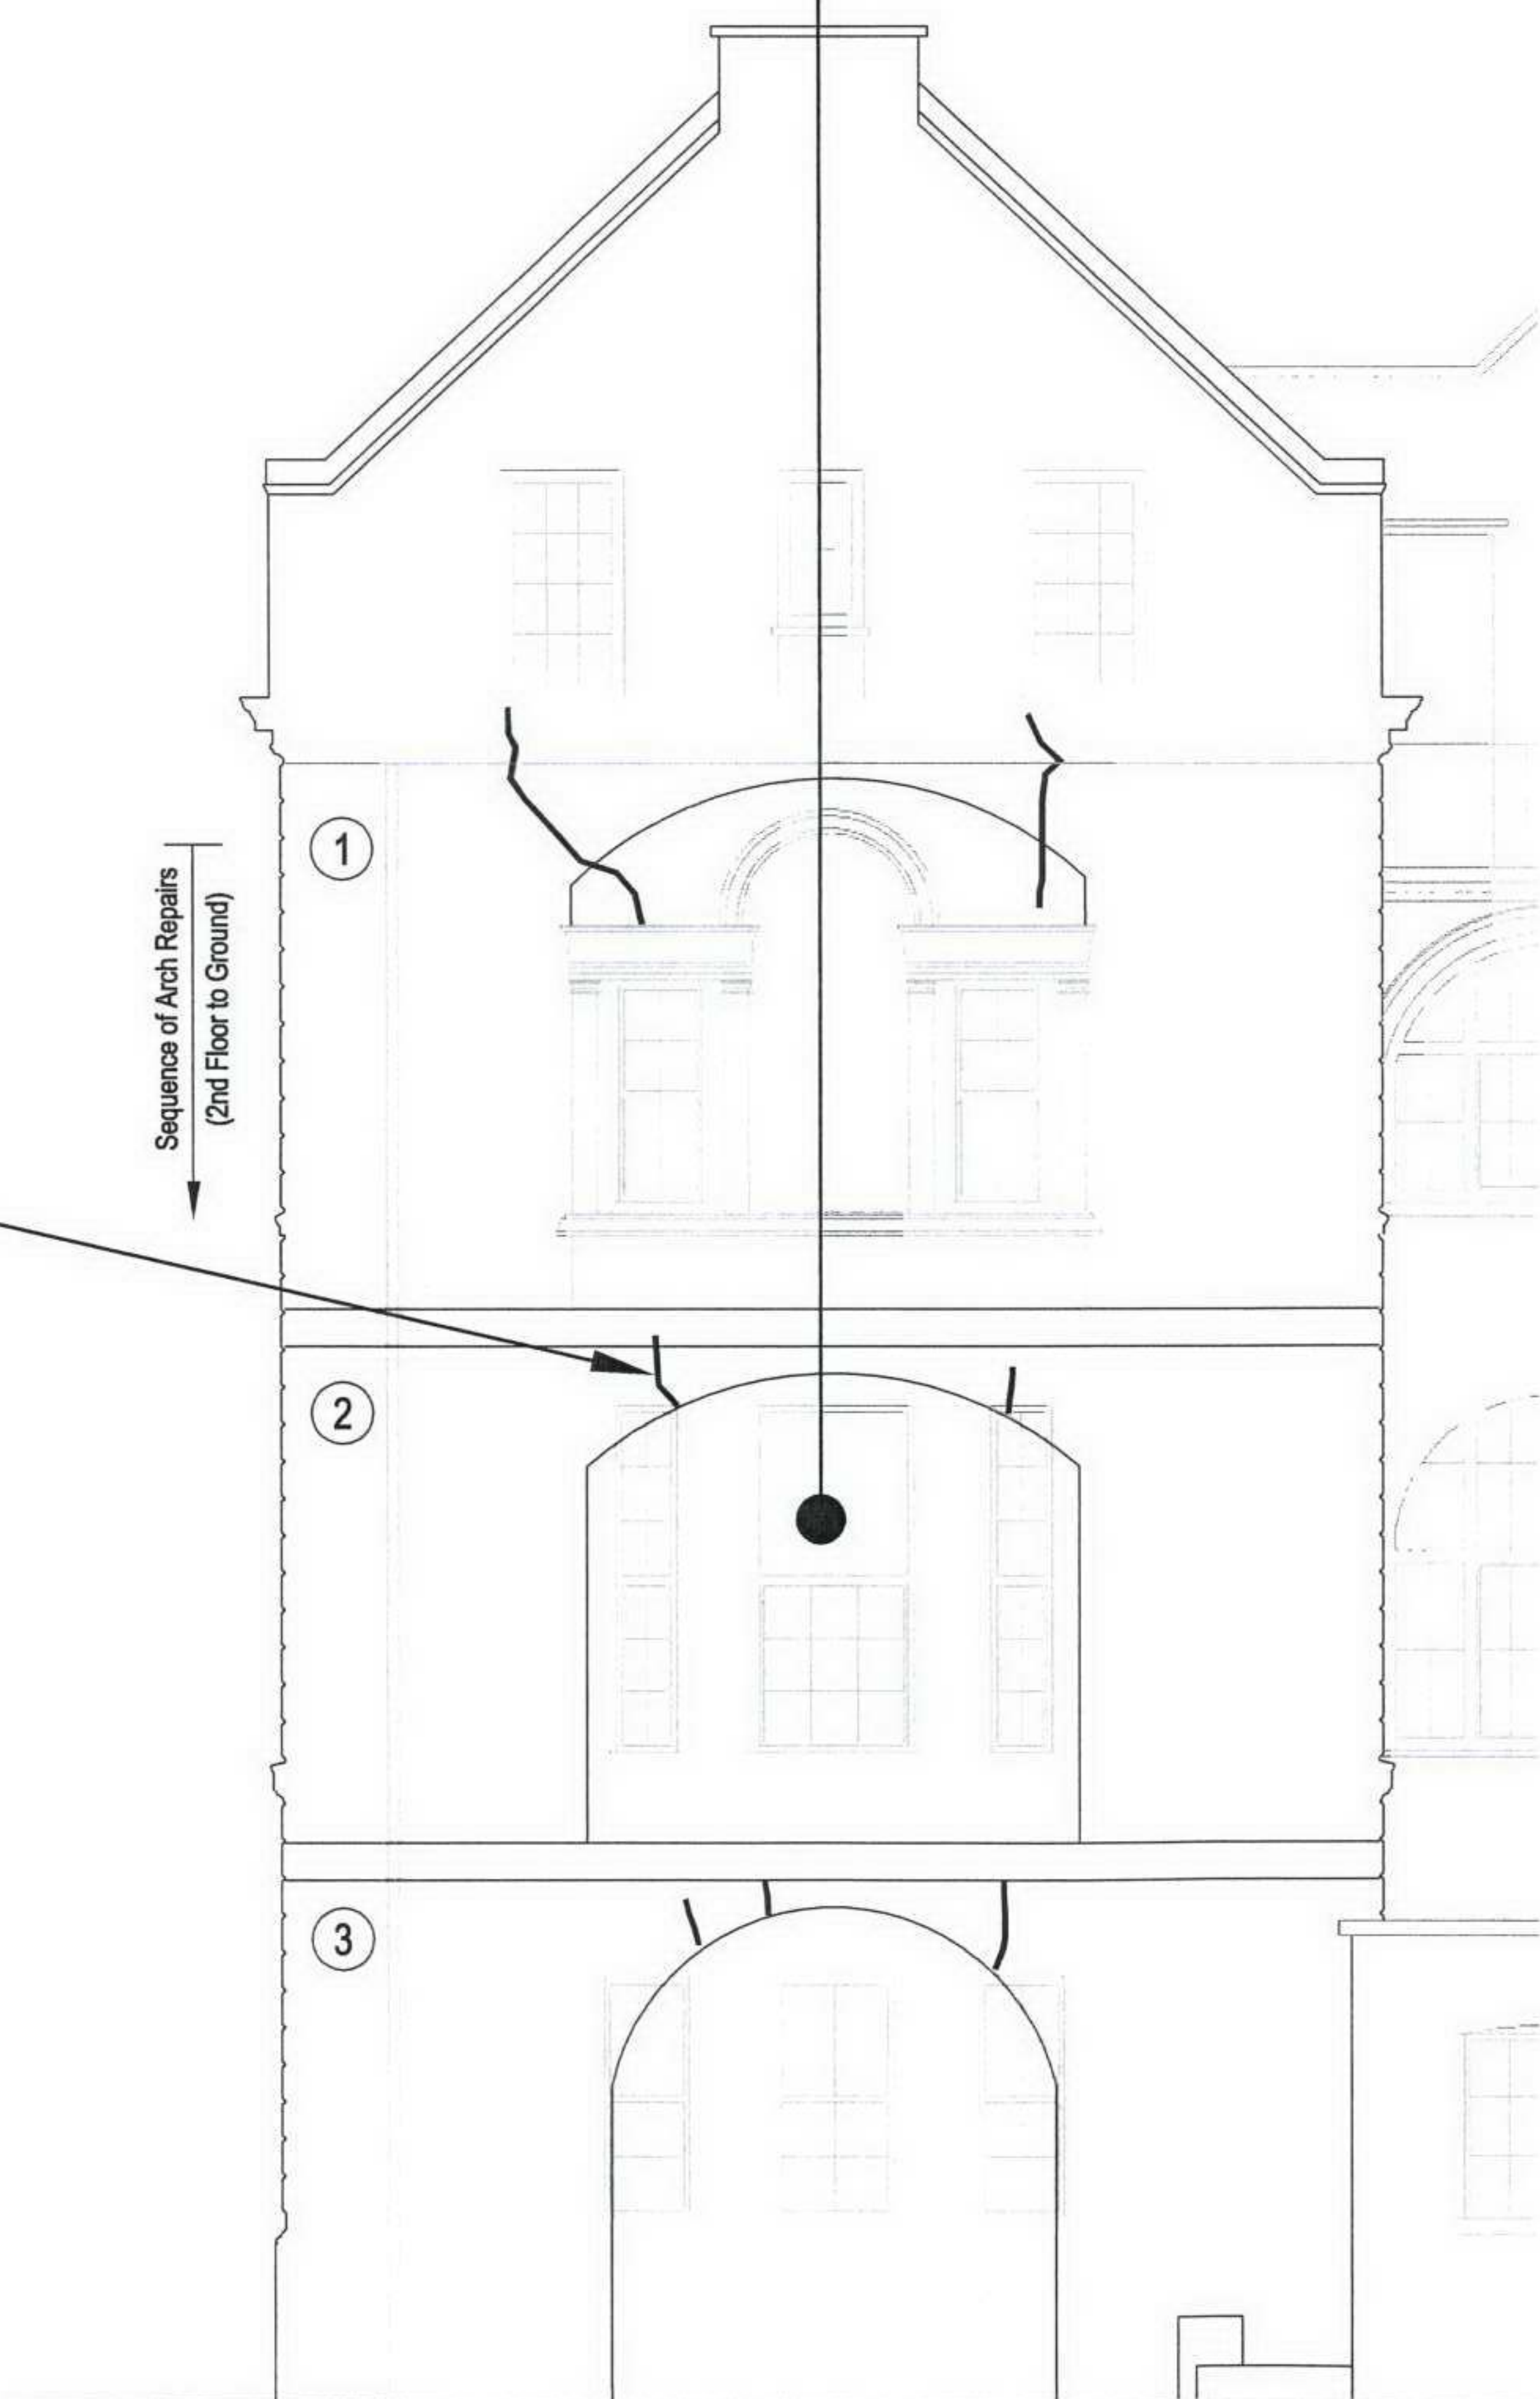 1
Sequence of Arch Repairs
(2nd Floor to Ground)
2
3